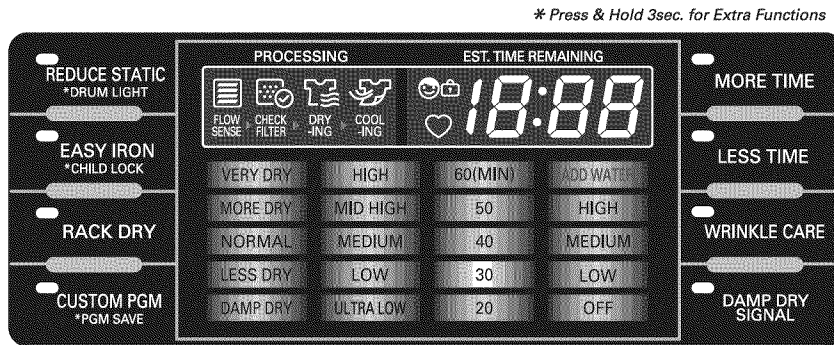 * Press & Hold 3sec. for Extra Functions
REDUCE STATIC
*DRUM LIGHT
EASY IRON
*CHILD LOCK
RACK DRY
CUSTOM PGM
*PGM SAVE
PROCESSING
EST. TIME REMAINING
FLOW SENSE
CHECK FILTER
DRY -ING
COOL -ING
18:88
VERY DRY HIGH 60(MIN) ADD WATER
MORE DRY MID HIGH 50 HIGH
NORMAL MEDIUM 40 MEDIUM
LESS DRY LOW 30 LOW
DAMP DRY ULTRA LOW 20 OFF
MORE TIME
LESS TIME
WRINKLE CARE
DAMP DRY
SIGNAL